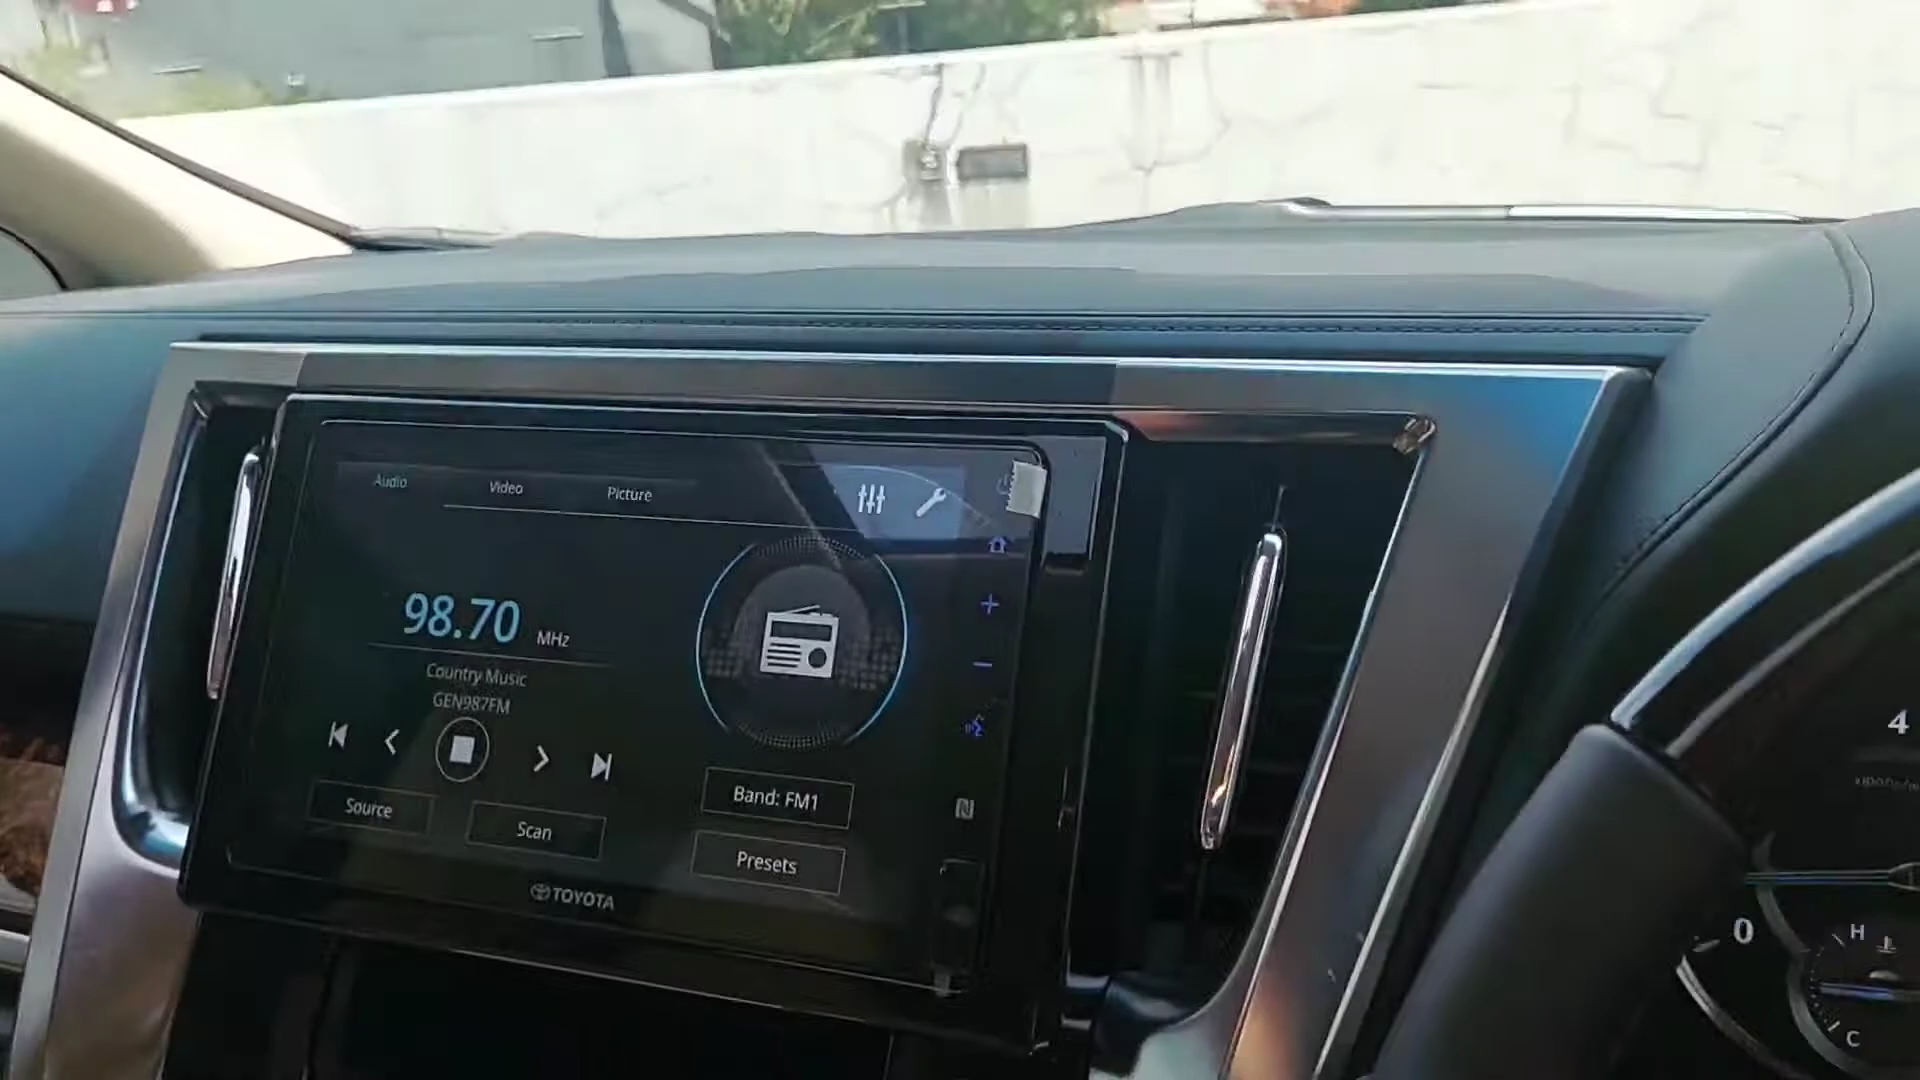 Audio Video Picture
98.70 MHz
Country Music
GEN987FM
Source
Scan
Band: FM1
Presets
TOYOTA
4
0
H
C